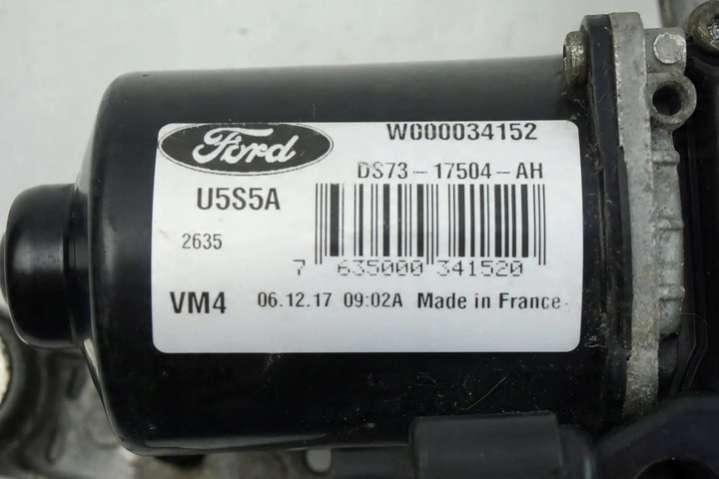 Ford
W000034152
DS73-17504-AH
U5S5A
2635
7 635000 341520
VM4 06.12.17 09:02A Made in France